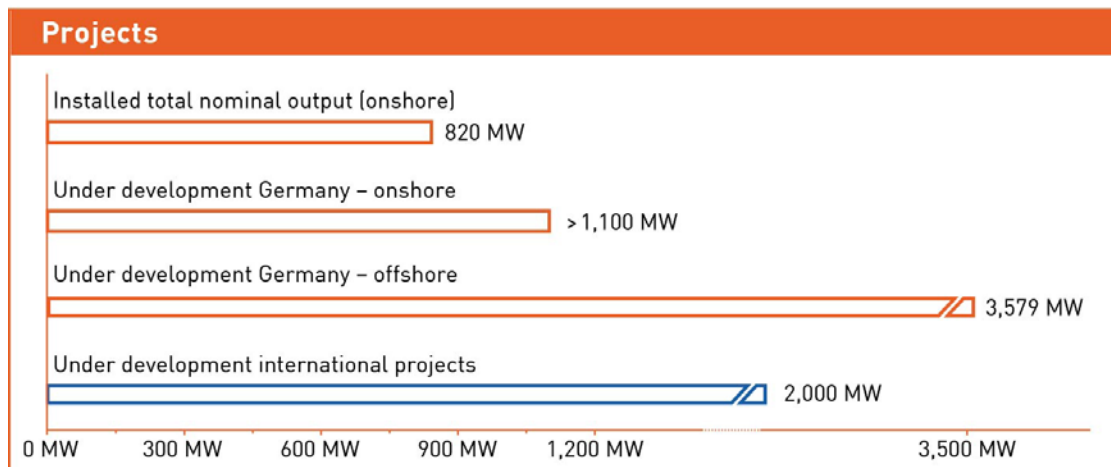 Projects
Installed total nominal output (onshore)
820 MW
Under development Germany – onshore
> 1,100 MW
Under development Germany – offshore
3,579 MW
Under development international projects
2,000 MW
0 MW 300 MW 600 MW 900 MW 1,200 MW 3,500 MW